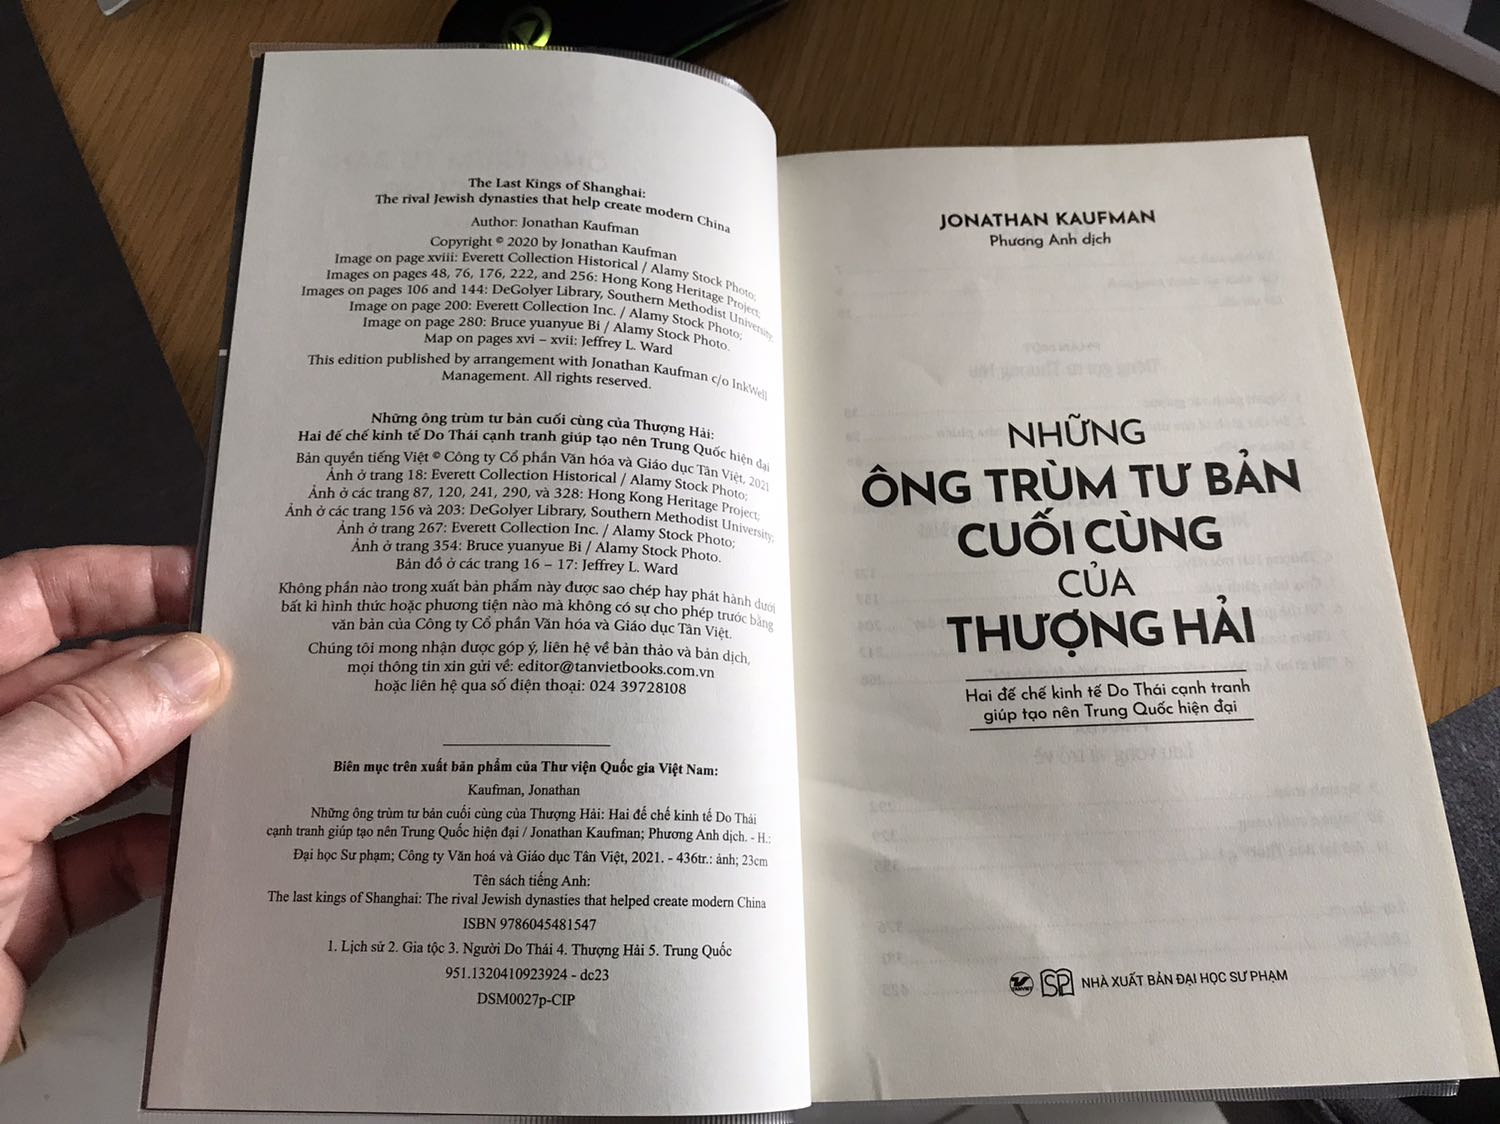 The Last Kings of Shanghai:
The rival Jewish dynasties that help create modern China
Author: Jonathan Kaufman
Copyright © 2020 by Jonathan Kaufman
Image on page xviii: Everett Collection Historical / Alamy Stock Photo;
Images on pages 48, 76, 176, 222, and 256: Hong Kong Heritage Project;
Images on pages 106 and 144: DeGolyer Library, Southern Methodist University;
Image on page 200: Everett Collection Inc. / Alamy Stock Photo;
Image on page 280: Bruce yuanyue Bi / Alamy Stock Photo.
Map on pages xvi – xvii: Jeffrey L. Ward
This edition published by arrangement with Jonathan Kaufman c/o InkWell
Management. All rights reserved.
Những ông trùm tư bản cuối cùng của Thượng Hải:
Hai đế chế kinh tế Do Thái cạnh tranh giúp tạo nên Trung Quốc hiện đại
Bản quyền tiếng Việt © Công ty Cổ phần Văn hóa và Giáo dục Tân Việt, 2021
Ảnh ở trang 18: Everett Collection Historical / Alamy Stock Photo;
Ảnh ở các trang 87, 120, 241, 290, và 328: Hong Kong Heritage Project;
Ảnh ở các trang 156 và 203: DeGolyer Library, Southern Methodist University;
Ảnh ở trang 267: Everett Collection Inc. / Alamy Stock Photo;
Ảnh ở trang 354: Bruce yuanyue Bi / Alamy Stock Photo.
Bản đồ ở các trang 16 – 17: Jeffrey L. Ward
Không phần nào trong xuất bản phẩm này được sao chép hay phát hành dưới
bất kì hình thức hoặc phương tiện nào mà không có sự cho phép trước bằng
văn bản của Công ty Cổ phần Văn hóa và Giáo dục Tân Việt.
Chúng tôi mong nhận được góp ý, liên hệ về bản thảo và bản dịch,
mọi thông tin xin gửi về: editor@tanvietbooks.com.vn
hoặc liên hệ qua số điện thoại: 024 39728108
Biên mục trên xuất bản phẩm của Thư viện Quốc gia Việt Nam:
Kaufman, Jonathan
Những ông trùm tư bản cuối cùng của Thượng Hải: Hai đế chế kinh tế Do Thái
cạnh tranh giúp tạo nên Trung Quốc hiện đại / Jonathan Kaufman; Phương Anh dịch. - H.:
Đại học Sư phạm; Công ty Văn hoá và Giáo dục Tân Việt, 2021. - 436tr.: ảnh; 23cm
Tên sách tiếng Anh:
The last kings of Shanghai: The rival Jewish dynasties that helped create modern China
ISBN 9786045481547
1. Lịch sử 2. Gia tộc 3. Người Do Thái 4. Thượng Hải 5. Trung Quốc
951.1320410923924 - dc23
DSM0027p-CIP
JONATHAN KAUFMAN
Phương Anh dịch
NHỮNG
ÔNG TRÙM TƯ BẢN
CUỐI CÙNG
CỦA
THƯỢNG HẢI
Hai đế chế kinh tế Do Thái cạnh tranh
giúp tạo nên Trung Quốc hiện đại
TANVIET SP NHÀ XUẤT BẢN ĐẠI HỌC SƯ PHẠM